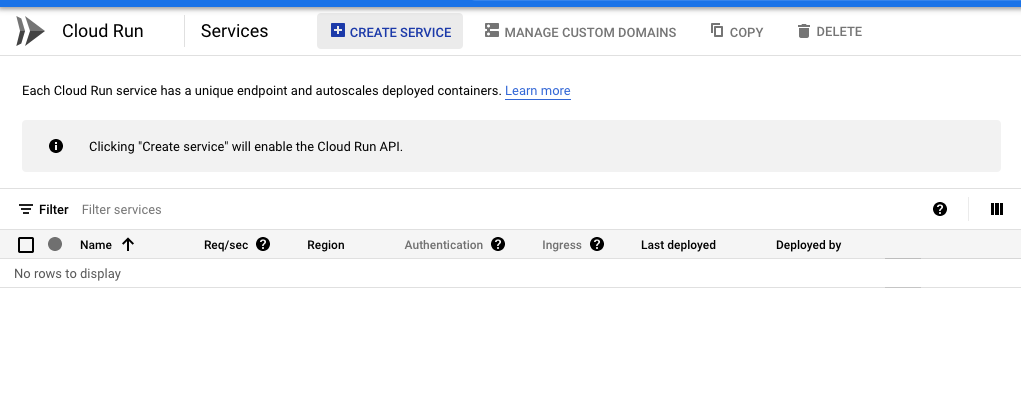 Cloud Run Services CREATE SERVICE MANAGE CUSTOM DOMAINS COPY DELETE
Each Cloud Run service has a unique endpoint and autoscales deployed containers. Learn more
Clicking "Create service" will enable the Cloud Run API.
Filter Filter services
Name Req/sec Region Authentication Ingress Last deployed Deployed by
No rows to display